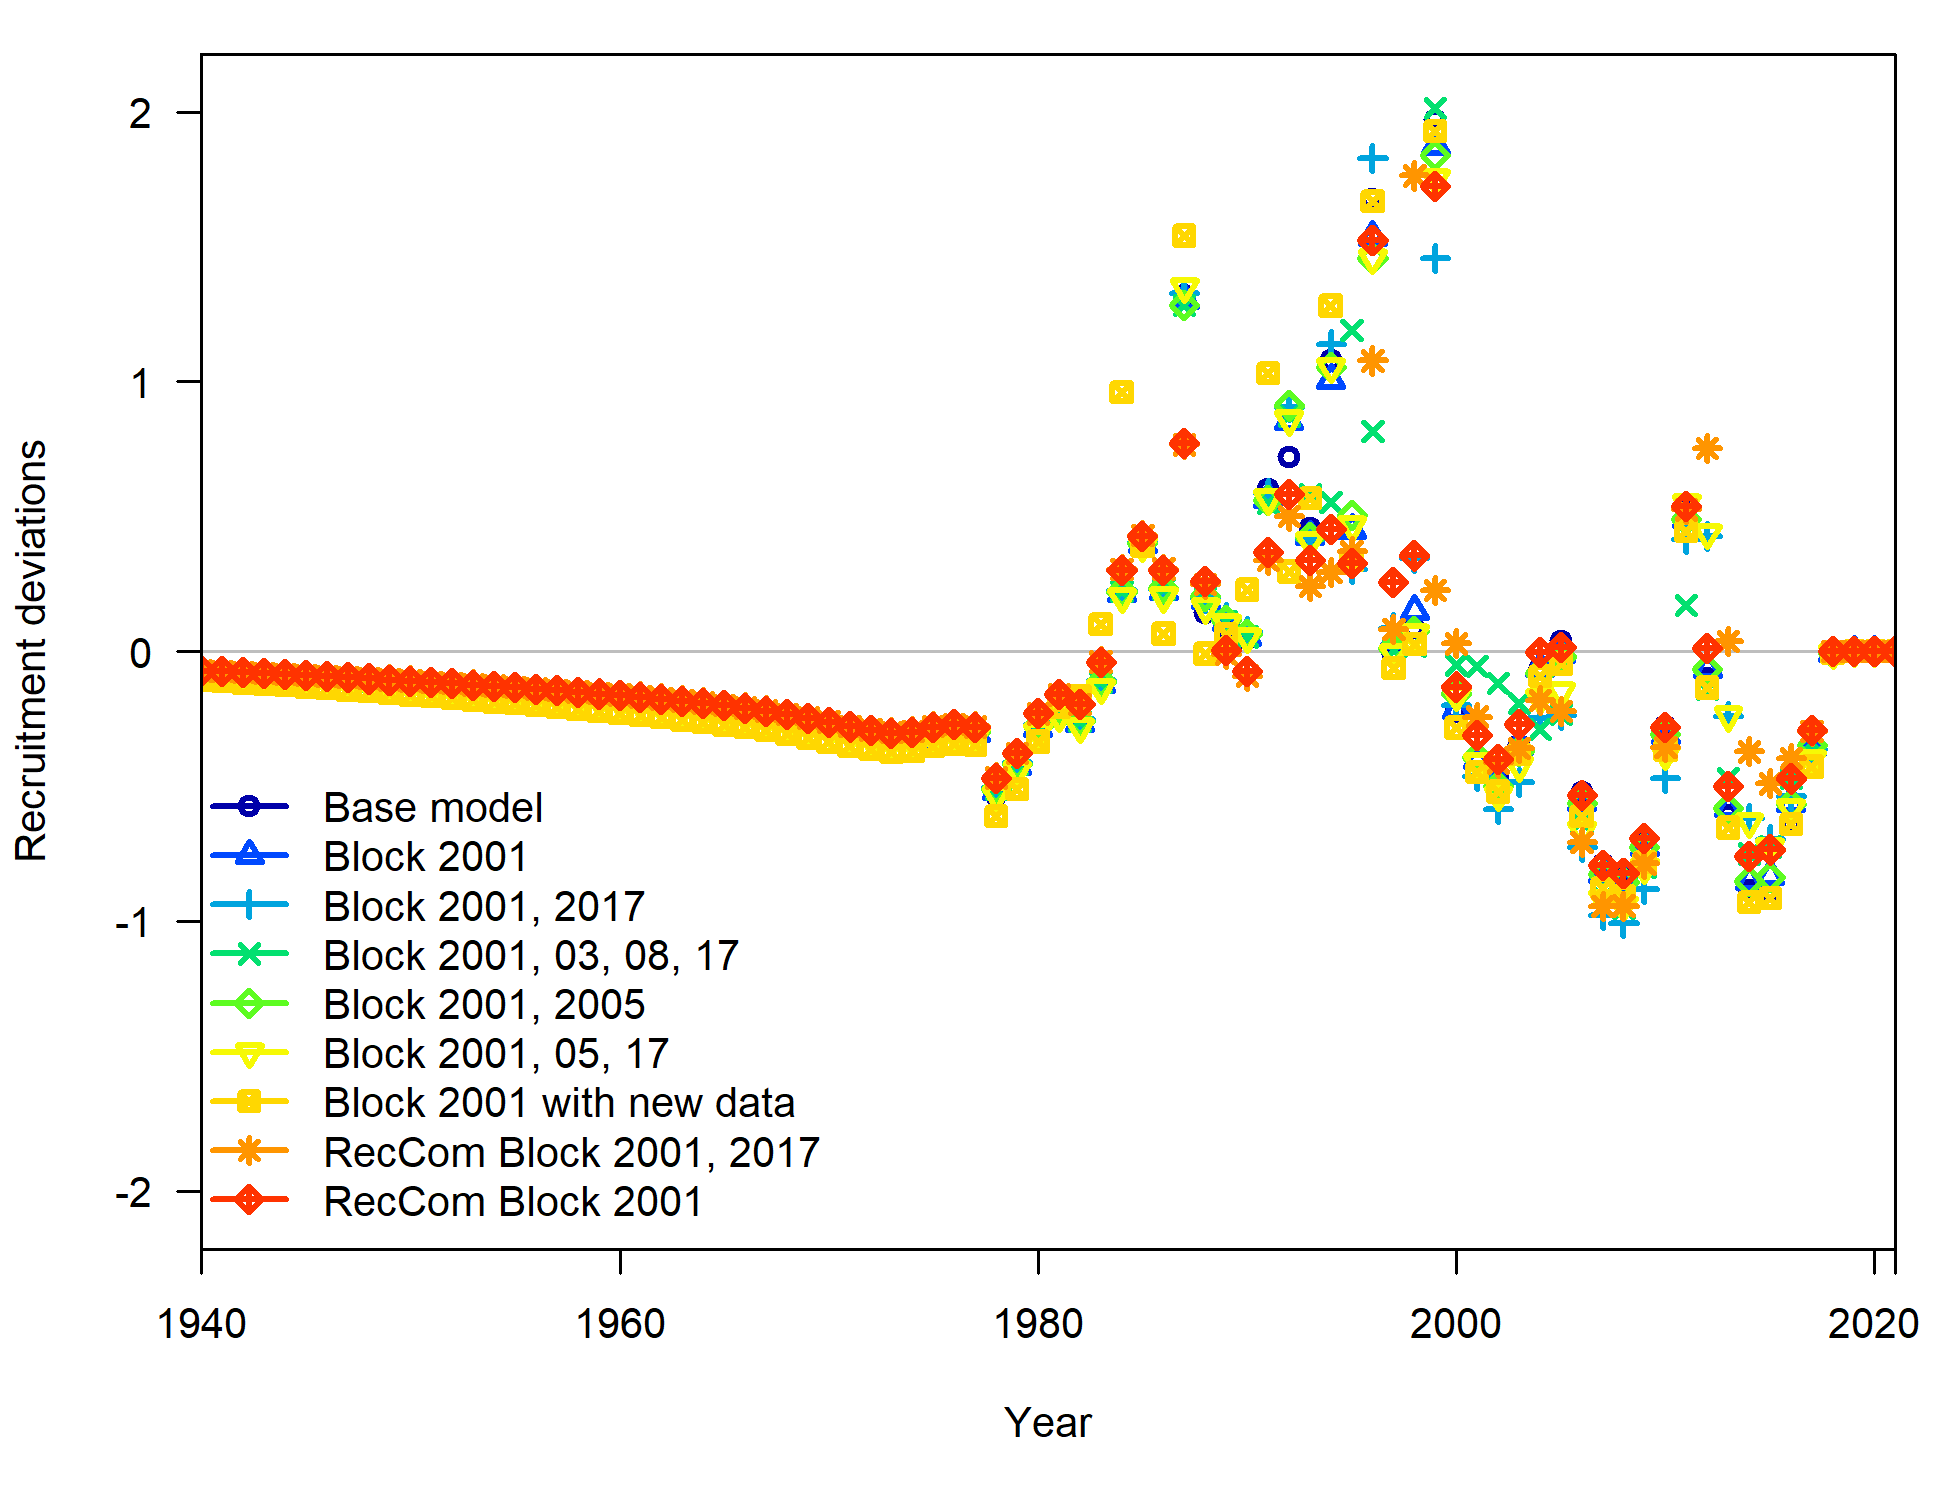 2
1
0
-1
-2
Recruitment deviations
Base model
Block 2001
Block 2001, 2017
Block 2001, 03, 08, 17
Block 2001, 2005
Block 2001, 05, 17
Block 2001 with new data
RecCom Block 2001, 2017
RecCom Block 2001
1940 1960 1980 2000 2020
Year